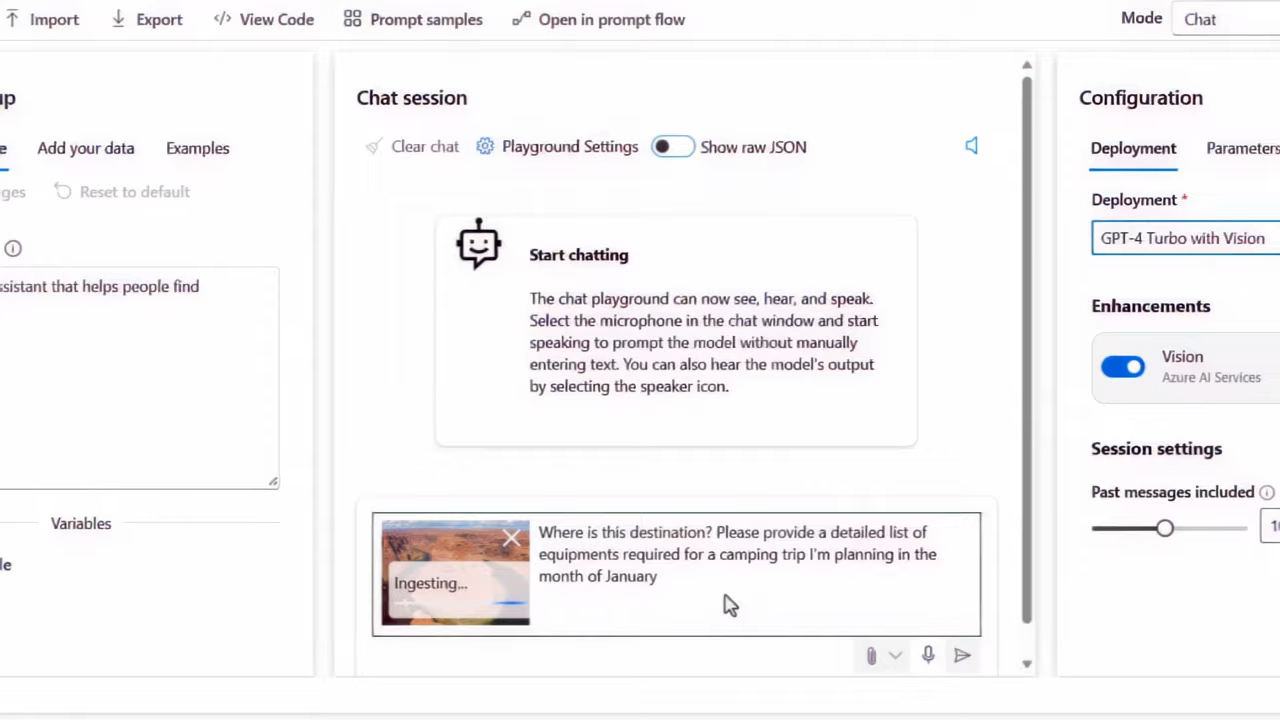 Import
Export
View Code
Prompt samples
Open in prompt flow
Mode
Chat
up
e
Add your data
Examples
ges
Reset to default
ssistant that helps people find
Variables
le
Chat session
Clear chat
Playground Settings
Show raw JSON
Start chatting
The chat playground can now see, hear, and speak.
Select the microphone in the chat window and start
speaking to prompt the model without manually
entering text. You can also hear the model's output
by selecting the speaker icon.
Ingesting...
Where is this destination? Please provide a detailed list of
equipments required for a camping trip I'm planning in the
month of January
Configuration
Deployment
Parameters
Deployment *
GPT-4 Turbo with Vision
Enhancements
Vision
Azure AI Services
Session settings
Past messages included
10